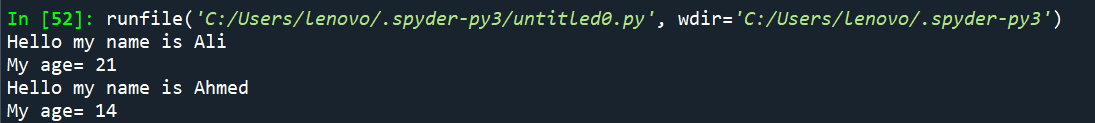 In [52]: runfile('C:/Users/lenovo/.spyder-py3/untitled0.py', wdir='C:/Users/lenovo/.spyder-py3')
Hello my name is Ali
My age= 21
Hello my name is Ahmed
My age= 14